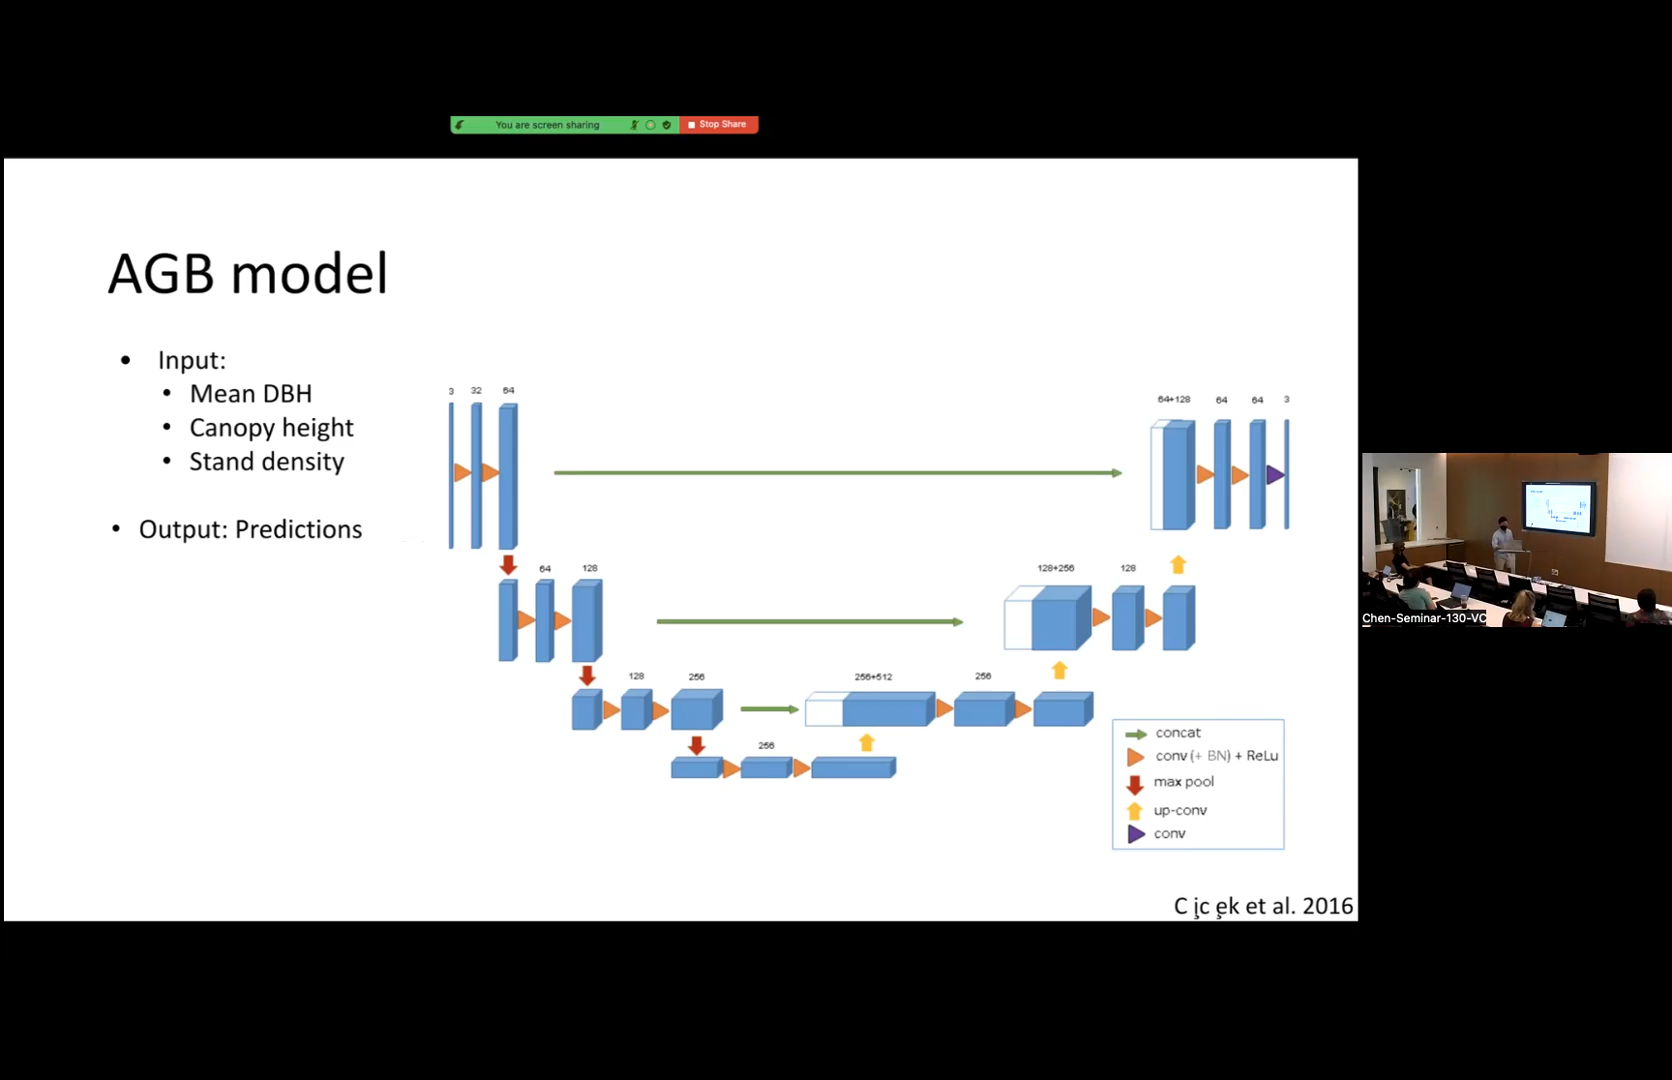 You are screen sharing
Stop Share
AGB model
• Input:
• Mean DBH
• Canopy height
• Stand density
• Output: Predictions
3 32 64
64+128 64 64 3
64 128
128+256 128
128 256
256+512 256
256
concat
conv (+ BN) + ReLu
max pool
up-conv
conv
C ̧ic ̧ek et al. 2016
Chen-Seminar-130-VC